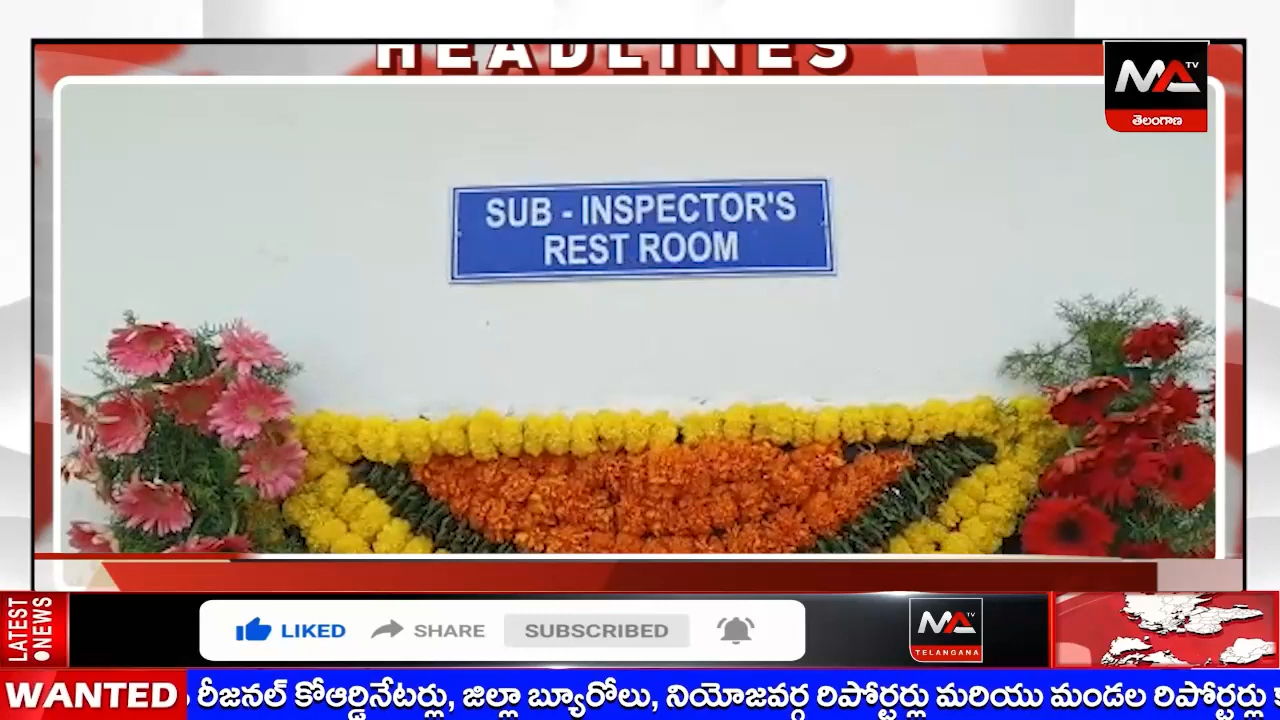 HEADLINES
MA TV
తెలంగాణ
SUB - INSPECTOR'S
REST ROOM
LATEST
NEWS
LIKED
SHARE
SUBSCRIBED
MA TV
TELANGANA
WANTED
రీజనల్ కోఆర్డినేటర్లు, జిల్లా బ్యూరోలు, నియోజవర్గ రిపోర్టర్లు మరియు మండల రిపోర్టర్లు